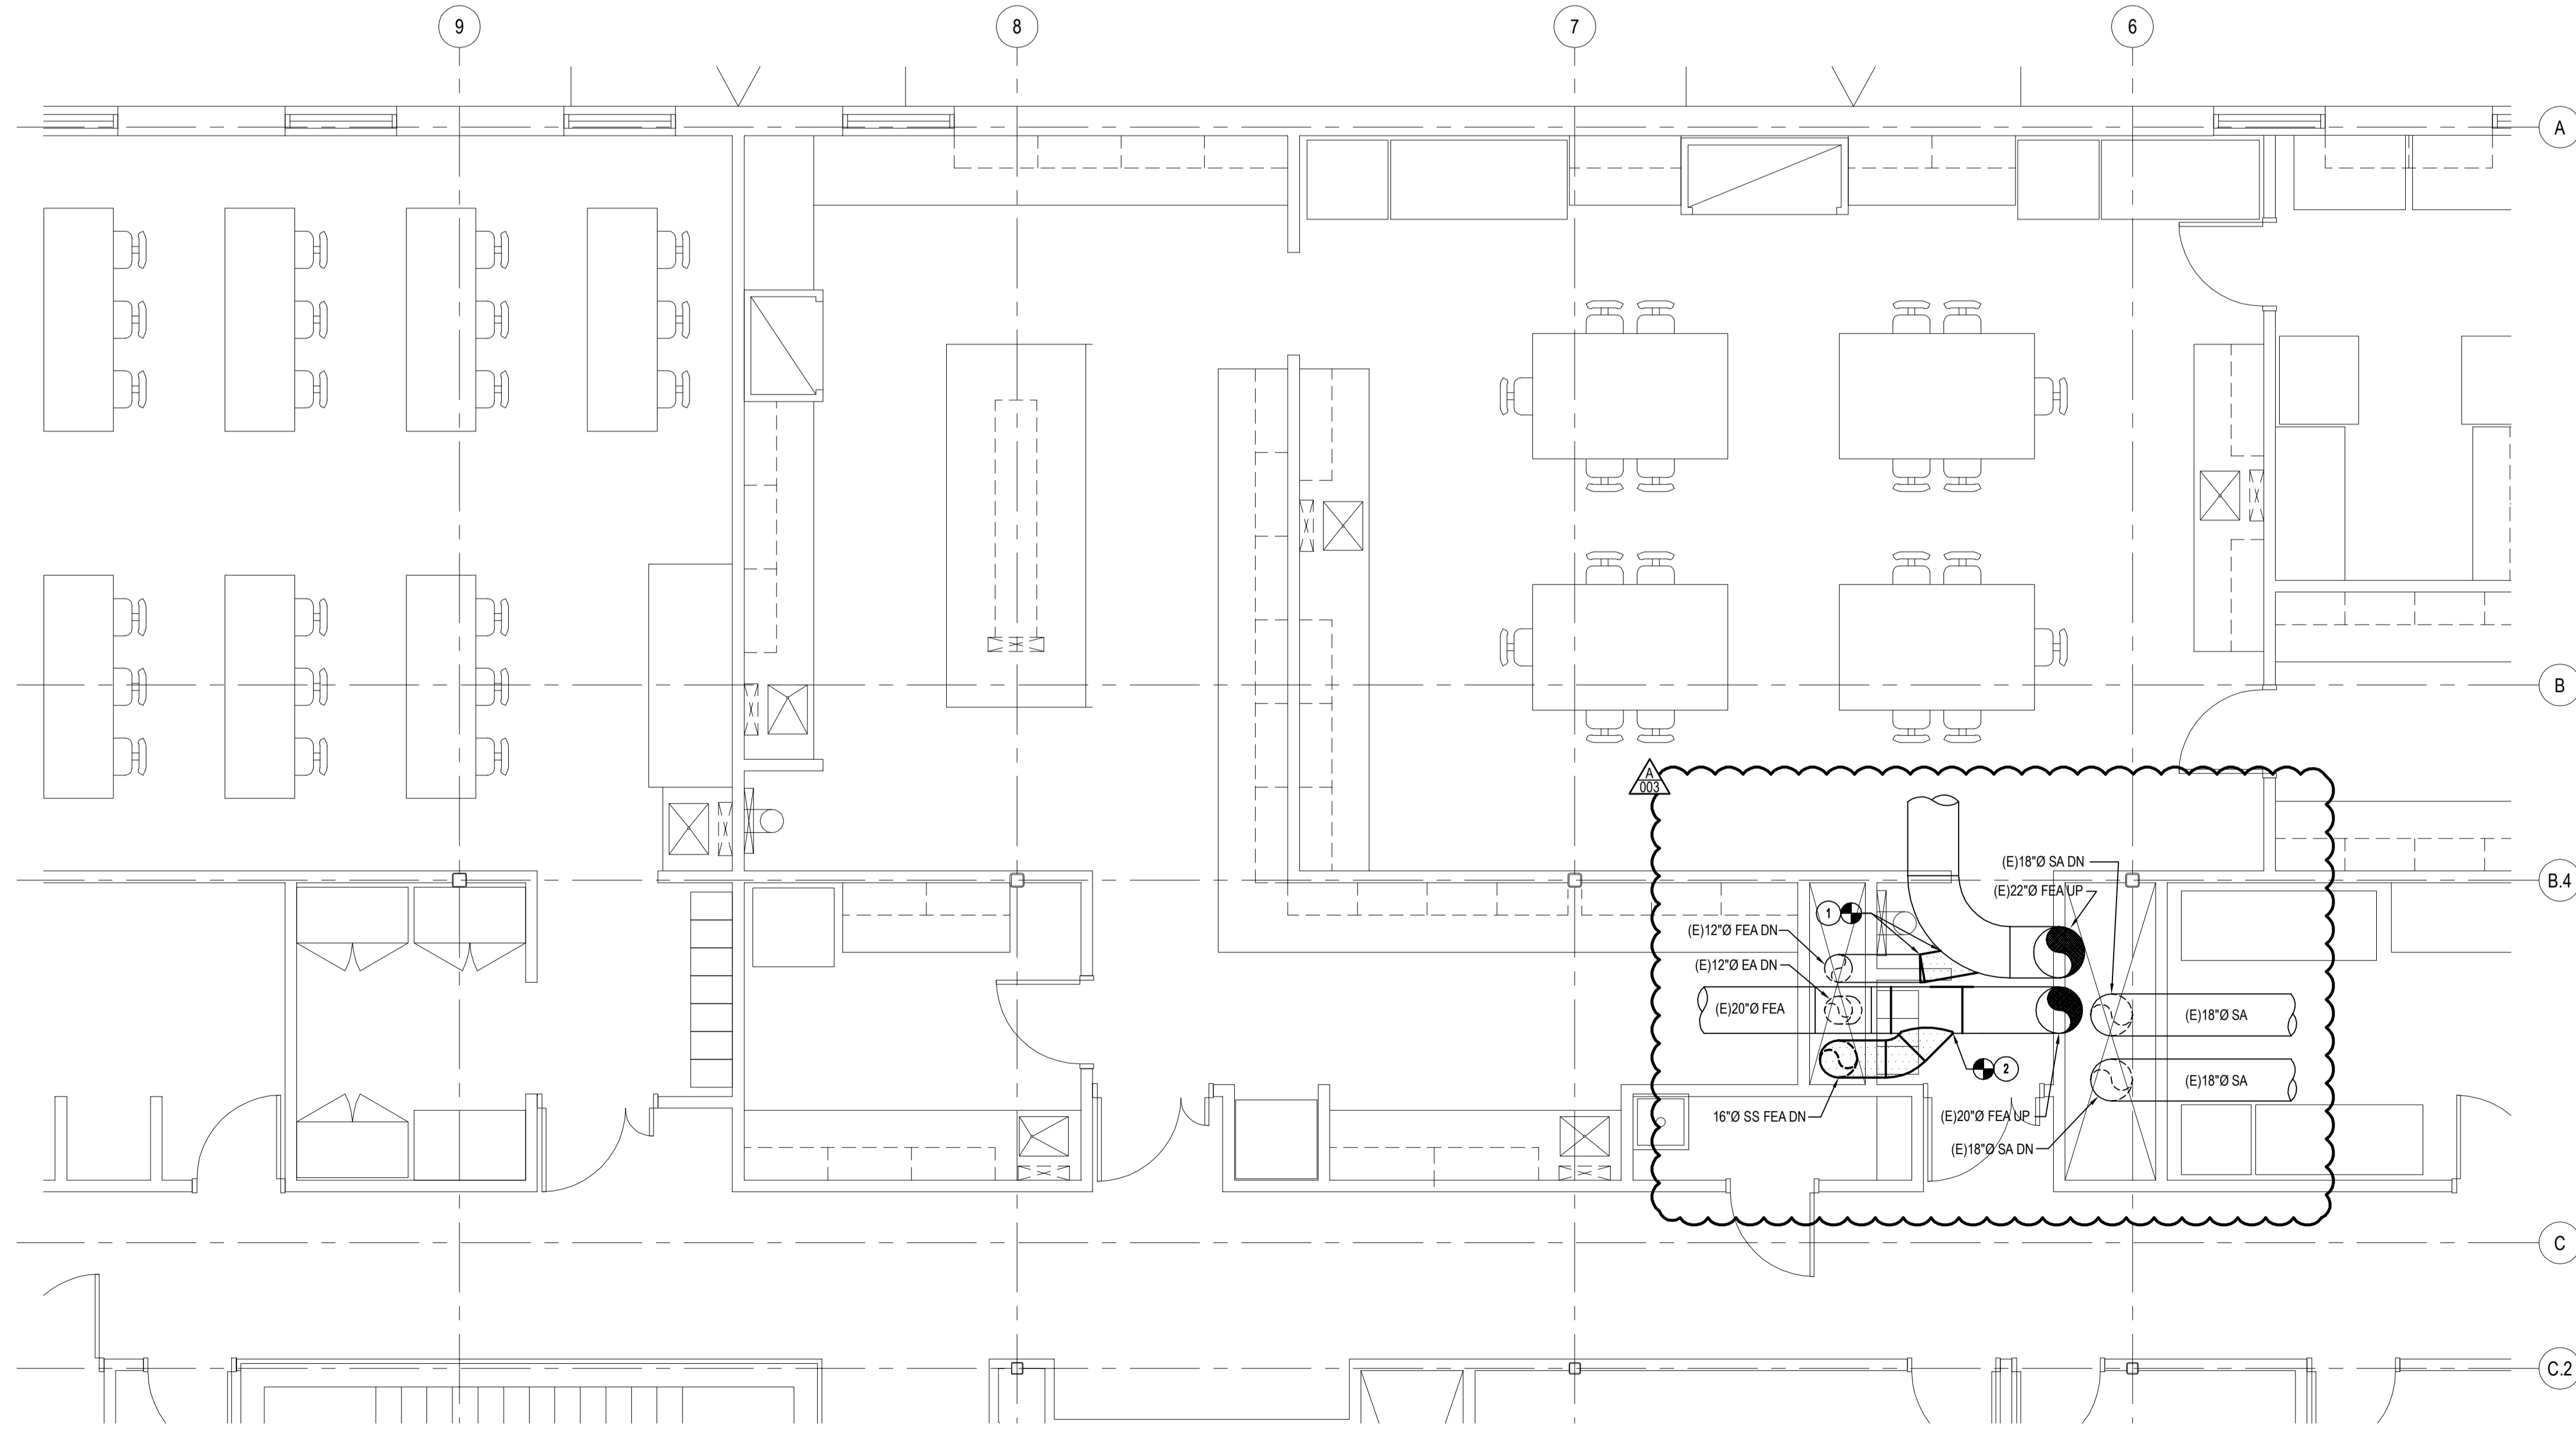 9
8
7
6
A
B
A
003
(E)18"Ø SA DN
B.4
(E)22"Ø FEA UP
1
(E)12"Ø FEA DN
(E)12"Ø EA DN
(E)20"Ø FEA
(E)18"Ø SA
2
(E)18"Ø SA
16"Ø SS FEA DN
(E)20"Ø FEA UP
(E)18"Ø SA DN
C
C.2